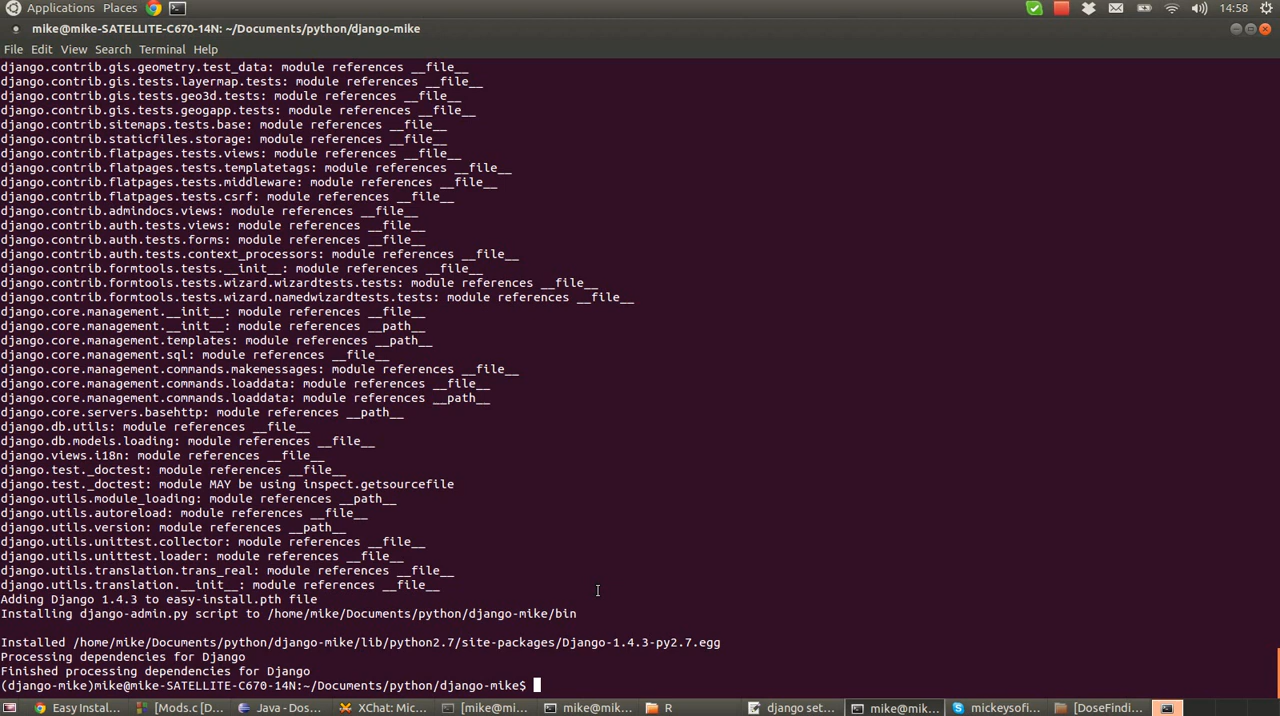 Applications Places 14:58
mike@mike-SATELLITE-C670-14N: ~/Documents/python/django-mike
File Edit View Search Terminal Help
django.contrib.gis.geometry.test_data: module references __file__
django.contrib.gis.tests.layermap.tests: module references __file__
django.contrib.gis.tests.geo3d.tests: module references __file__
django.contrib.gis.tests.geogapp.tests: module references __file__
django.contrib.sitemaps.tests.base: module references __file__
django.contrib.staticfiles.storage: module references __file__
django.contrib.flatpages.tests.views: module references __file__
django.contrib.flatpages.tests.templatetags: module references __file__
django.contrib.flatpages.tests.middleware: module references __file__
django.contrib.flatpages.tests.csrf: module references __file__
django.contrib.admindocs.views: module references __file__
django.contrib.auth.tests.views: module references __file__
django.contrib.auth.tests.forms: module references __file__
django.contrib.auth.tests.context_processors: module references __file__
django.contrib.formtools.tests.__init__: module references __file__
django.contrib.formtools.tests.wizard.wizardtests.tests: module references __file__
django.contrib.formtools.tests.wizard.namedwizardtests.tests: module references __file__
django.core.management.__init__: module references __file__
django.core.management.__init__: module references __path__
django.core.management.templates: module references __path__
django.core.management.sql: module references __file__
django.core.management.commands.makemessages: module references __file__
django.core.management.commands.loaddata: module references __file__
django.core.management.commands.loaddata: module references __path__
django.core.servers.basehttp: module references __path__
django.db.utils: module references __file__
django.db.models.loading: module references __file__
django.views.i18n: module references __file__
django.test._doctest: module references __file__
django.test._doctest: module MAY be using inspect.getsourcefile
django.utils.module_loading: module references __path__
django.utils.autoreload: module references __file__
django.utils.version: module references __path__
django.utils.unittest.collector: module references __file__
django.utils.unittest.loader: module references __file__
django.utils.translation.trans_real: module references __file__
django.utils.translation.__init__: module references __file__
Adding Django 1.4.3 to easy-install.pth file
Installing django-admin.py script to /home/mike/Documents/python/django-mike/bin
Installed /home/mike/Documents/python/django-mike/lib/python2.7/site-packages/Django-1.4.3-py2.7.egg
Processing dependencies for Django
Finished processing dependencies for Django
(django-mike)mike@mike-SATELLITE-C670-14N:~/Documents/python/django-mike$
Easy Instal... [Mods.c [D... Java - Dos... XChat: Mic... [mike@mi... mike@mik... R django set... mike@mik... mickeysofi... [DoseFindi...